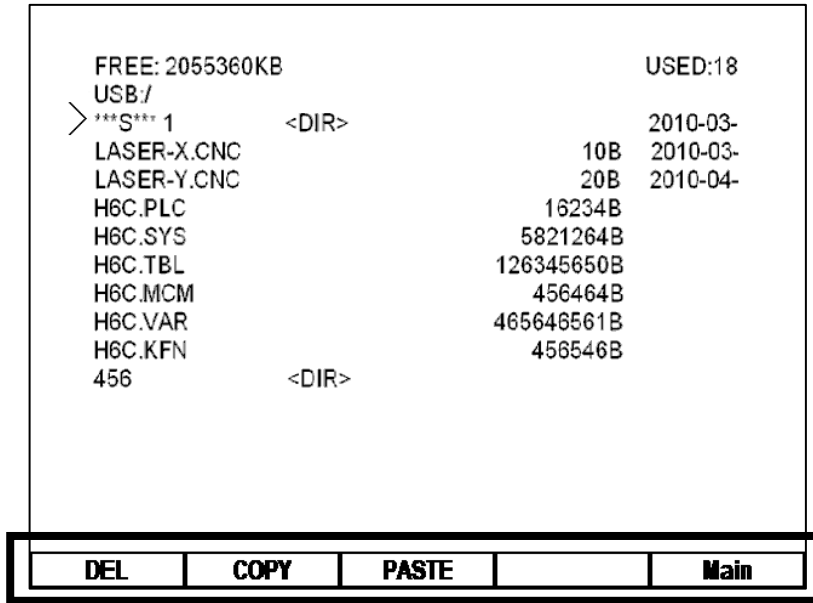 FREE: 2055360KB USED:18
USB:/
***S*** 1 <DIR> 2010-03-
LASER-X.CNC 10B 2010-03-
LASER-Y.CNC 20B 2010-04-
H6C.PLC 16234B
H6C.SYS 5821264B
H6C.TBL 126345650B
H6C.MCM 456464B
H6C.VAR 465646561B
H6C.KFN 456546B
456 <DIR>
DEL COPY PASTE Main